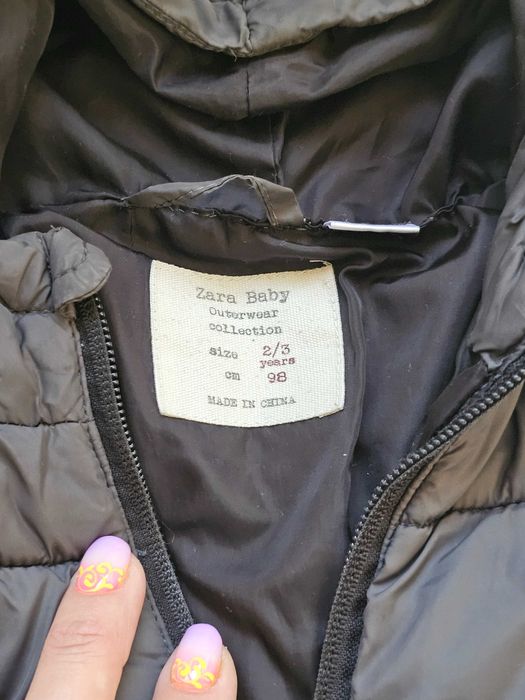 Zara Baby
Outerwear
collection
size 2/3
years
cm 98
MADE IN CHINA